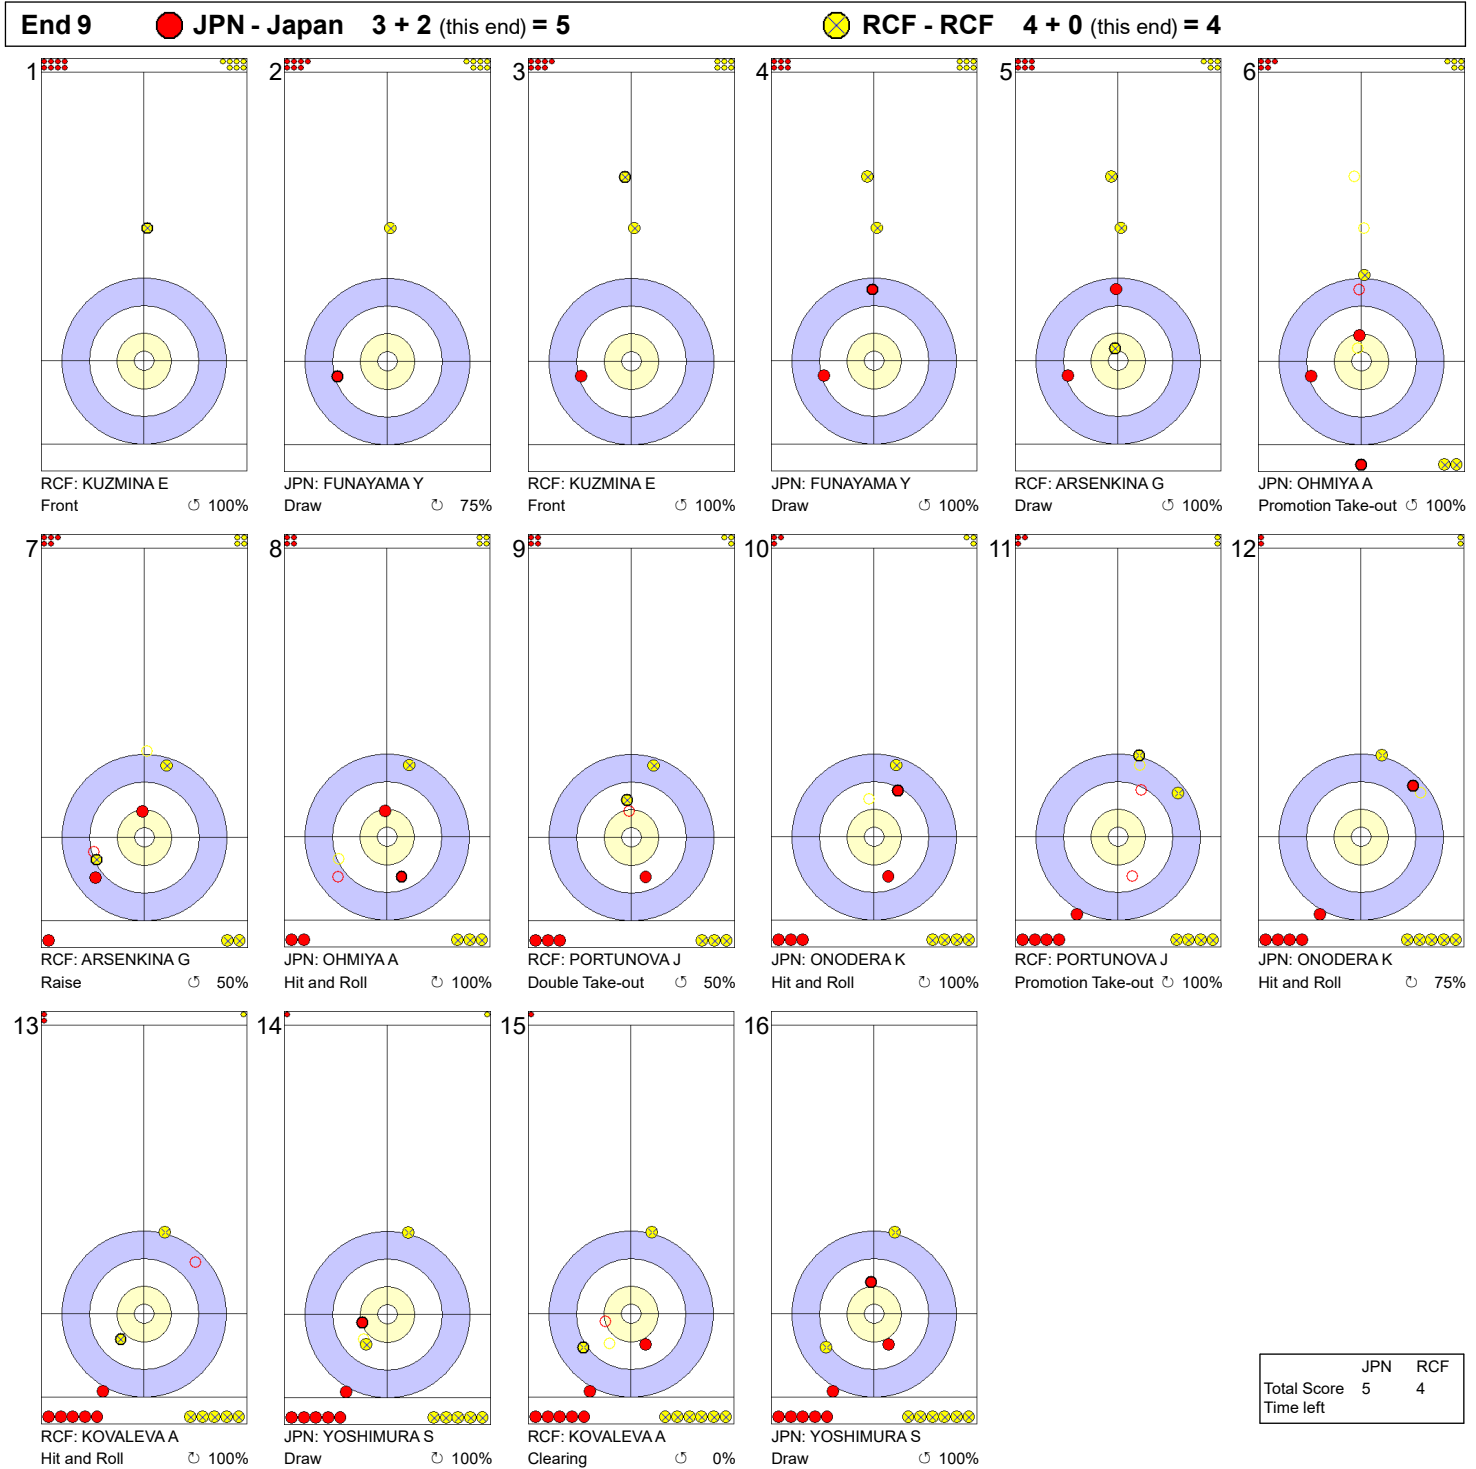 End 9 JPN - Japan 3 + 2 (this end) = 5 RCF - RCF 4 + 0 (this end) = 4
1 2 3 4 5 6
RCF: KUZMINA E JPN: FUNAYAMA Y RCF: KUZMINA E JPN: FUNAYAMA Y RCF: ARSENKINA G JPN: OHMIYA A
Front 100% Draw 75% Front 100% Draw 100% Draw 100% Promotion Take-out 100%
7 8 9 10 11 12
RCF: ARSENKINA G JPN: OHMIYA A RCF: PORTUNOVA J JPN: ONODERA K RCF: PORTUNOVA J JPN: ONODERA K
Raise 50% Hit and Roll 100% Double Take-out 50% Hit and Roll 100% Promotion Take-out 100% Hit and Roll 75%
13 14 15 16
RCF: KOVALEVA A JPN: YOSHIMURA S RCF: KOVALEVA A JPN: YOSHIMURA S
Hit and Roll 100% Draw 100% Clearing 0% Draw 100%
JPN RCF
Total Score 5 4
Time left